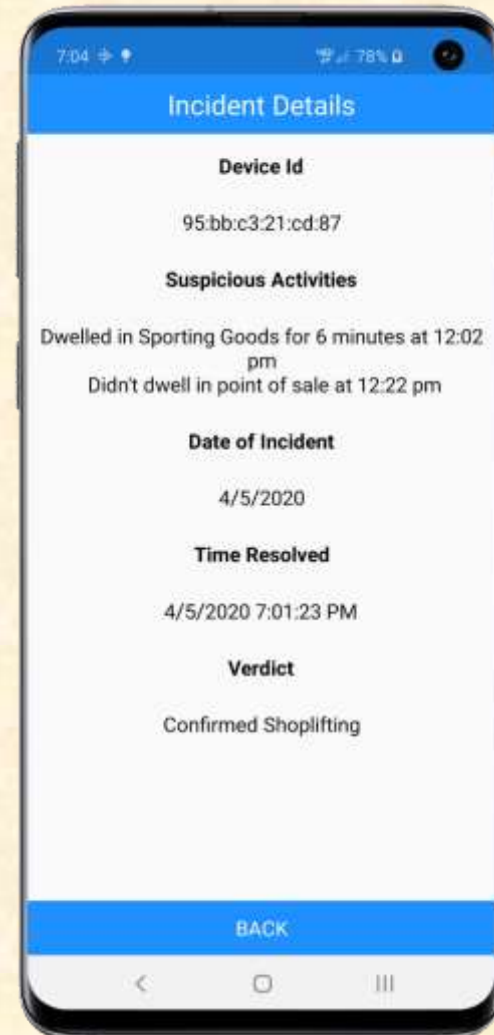 7:04
78%
Incident Details
Device Id
95:bb:c3:21:cd:87
Suspicious Activities
Dwelled in Sporting Goods for 6 minutes at 12:02
pm
Didn't dwell in point of sale at 12:22 pm
Date of Incident
4/5/2020
Time Resolved
4/5/2020 7:01:23 PM
Verdict
Confirmed Shoplifting
BACK